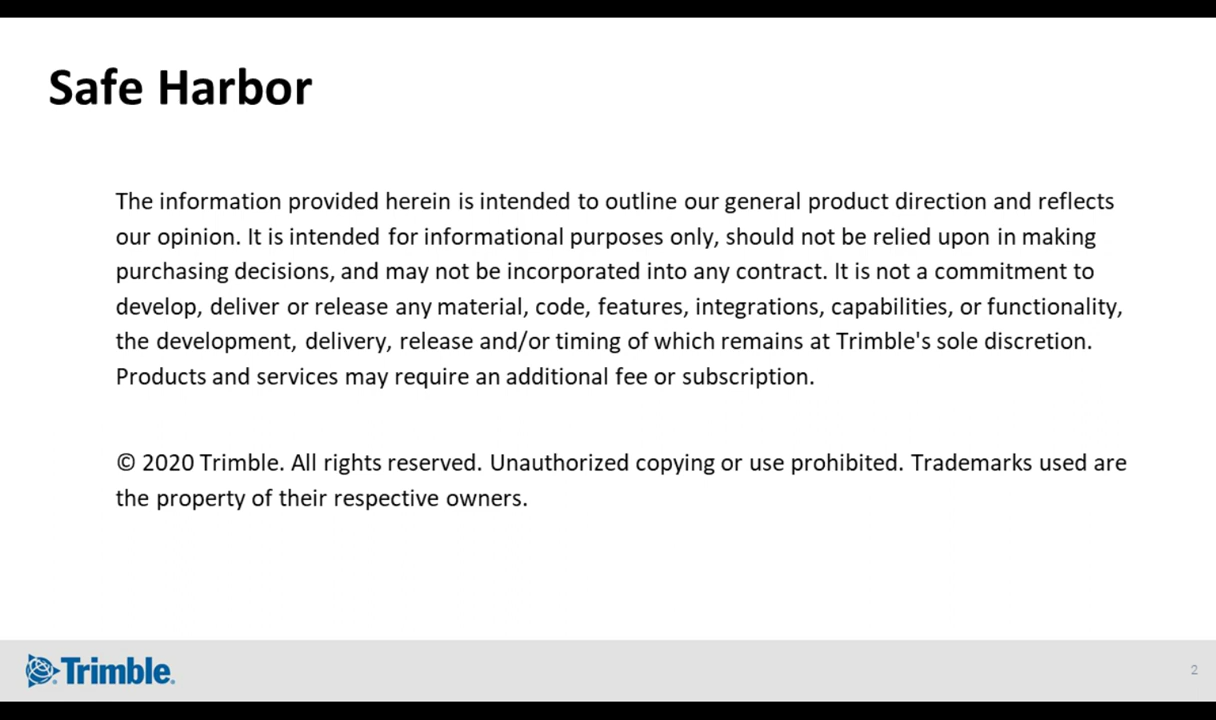 Safe Harbor
The information provided herein is intended to outline our general product direction and reflects
our opinion. It is intended for informational purposes only, should not be relied upon in making
purchasing decisions, and may not be incorporated into any contract. It is not a commitment to
develop, deliver or release any material, code, features, integrations, capabilities, or functionality,
the development, delivery, release and/or timing of which remains at Trimble's sole discretion.
Products and services may require an additional fee or subscription.
© 2020 Trimble. All rights reserved. Unauthorized copying or use prohibited. Trademarks used are
the property of their respective owners.
Trimble.
2